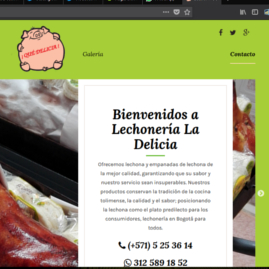 ¡QUÉ DELICIA!
Galería
Contacto
Bienvenidos a
Lechonería La
Delicia
Ofrecemos lechona y empanadas de lechona de
la mejor calidad, garantizando que su sabor y
nuestro servicio sean insuperables. Nuestros
productos conservan la tradición de la cocina
tolimense, la calidad y el sabor; posicionando
la lechona como el plato predilecto para los
consumidores, lechonería en Bogotá para
todos.
(+571) 5 25 36 14
312 589 18 52